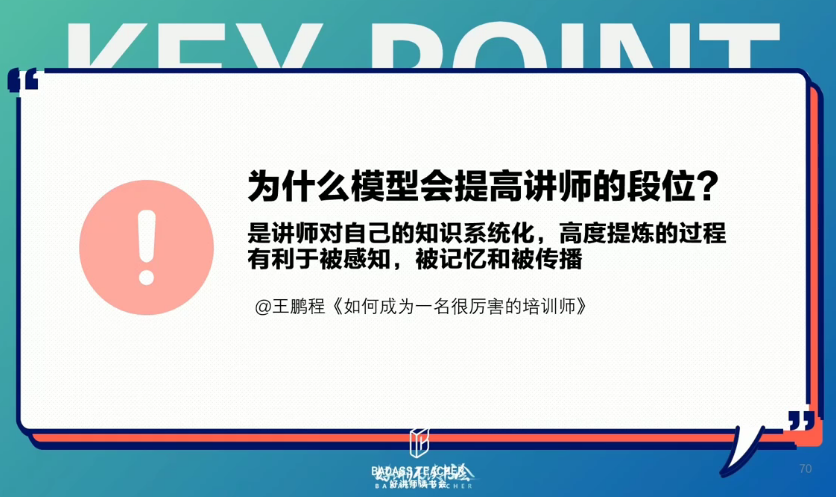 KEY POINT
为什么模型会提高讲师的段位？
是讲师对自己的知识系统化，高度提炼的过程
有利于被感知，被记忆和被传播
@王鹏程《如何成为一名很厉害的培训师》
BADASS TEACHER
70